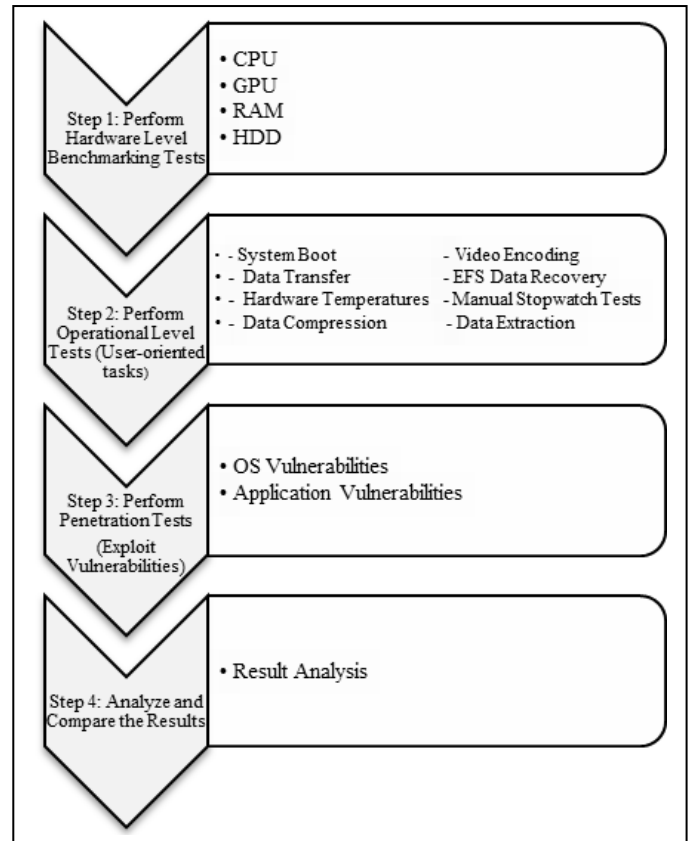 Step 1: Perform
Hardware Level
Benchmarking Tests
• CPU
• GPU
• RAM
• HDD
Step 2: Perform
Operational Level
Tests (User-oriented
tasks)
• - System Boot
• - Data Transfer
• - Hardware Temperatures
• - Data Compression
- Video Encoding
- EFS Data Recovery
- Manual Stopwatch Tests
- Data Extraction
Step 3: Perform
Penetration Tests
(Exploit
Vulnerabilities)
• OS Vulnerabilities
• Application Vulnerabilities
Step 4: Analyze and
Compare the Results
• Result Analysis